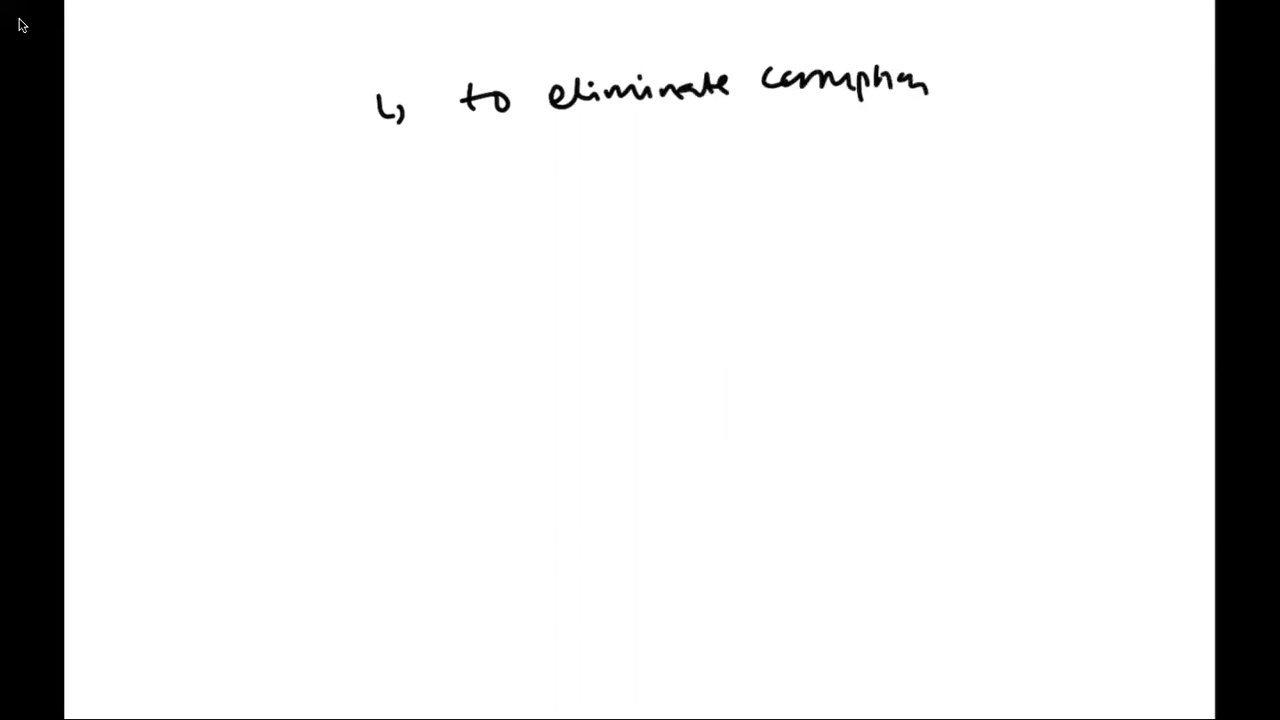 ↳ to eliminate corruption